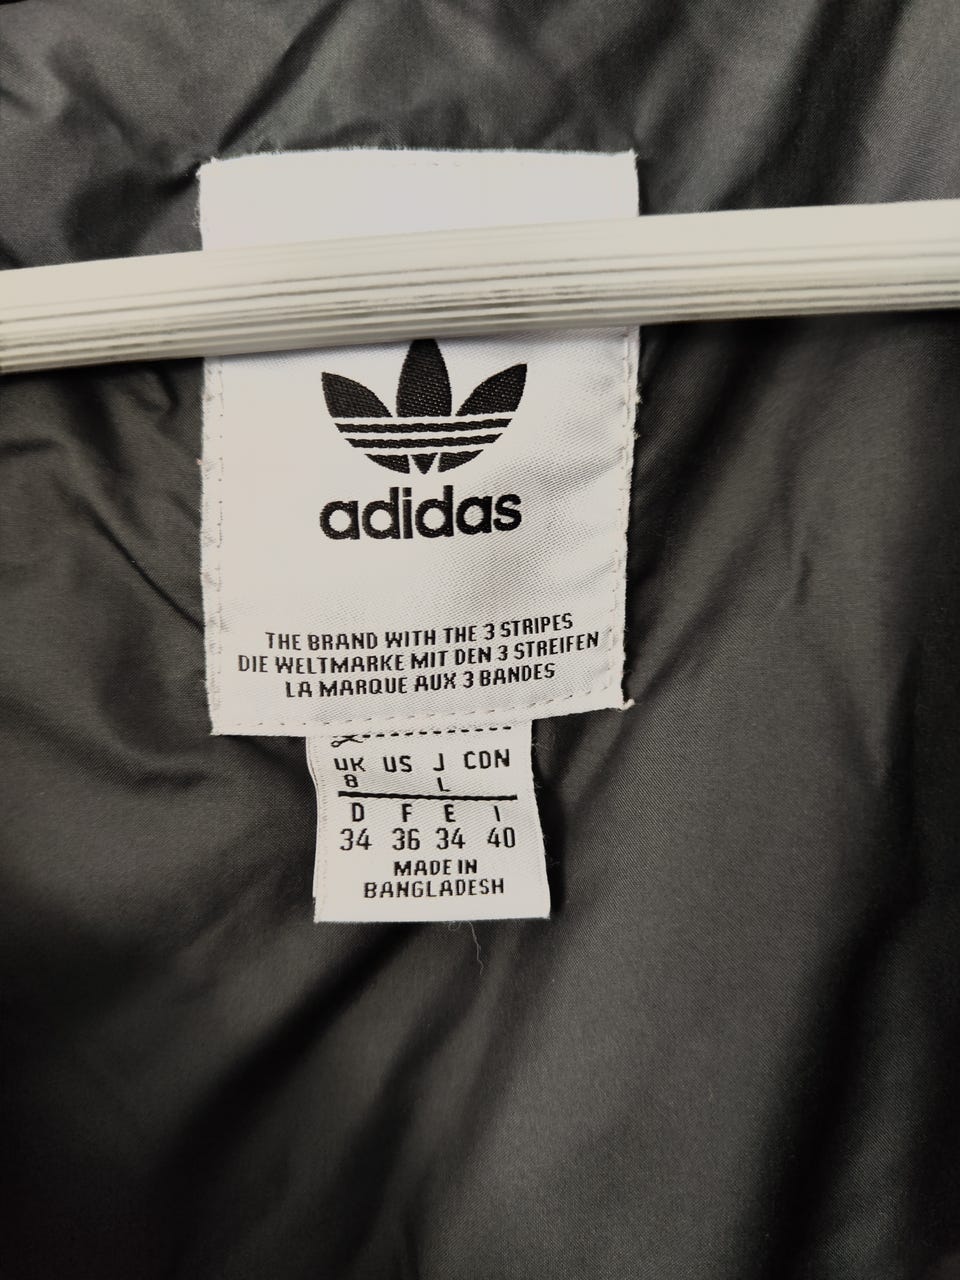 adidas
THE BRAND WITH THE 3 STRIPES
DIE WELTMARKE MIT DEN 3 STREIFEN
LA MARQUE AUX 3 BANDES
UK US J CDN
8 L
D F E I
34 36 34 40
MADE IN
BANGLADESH